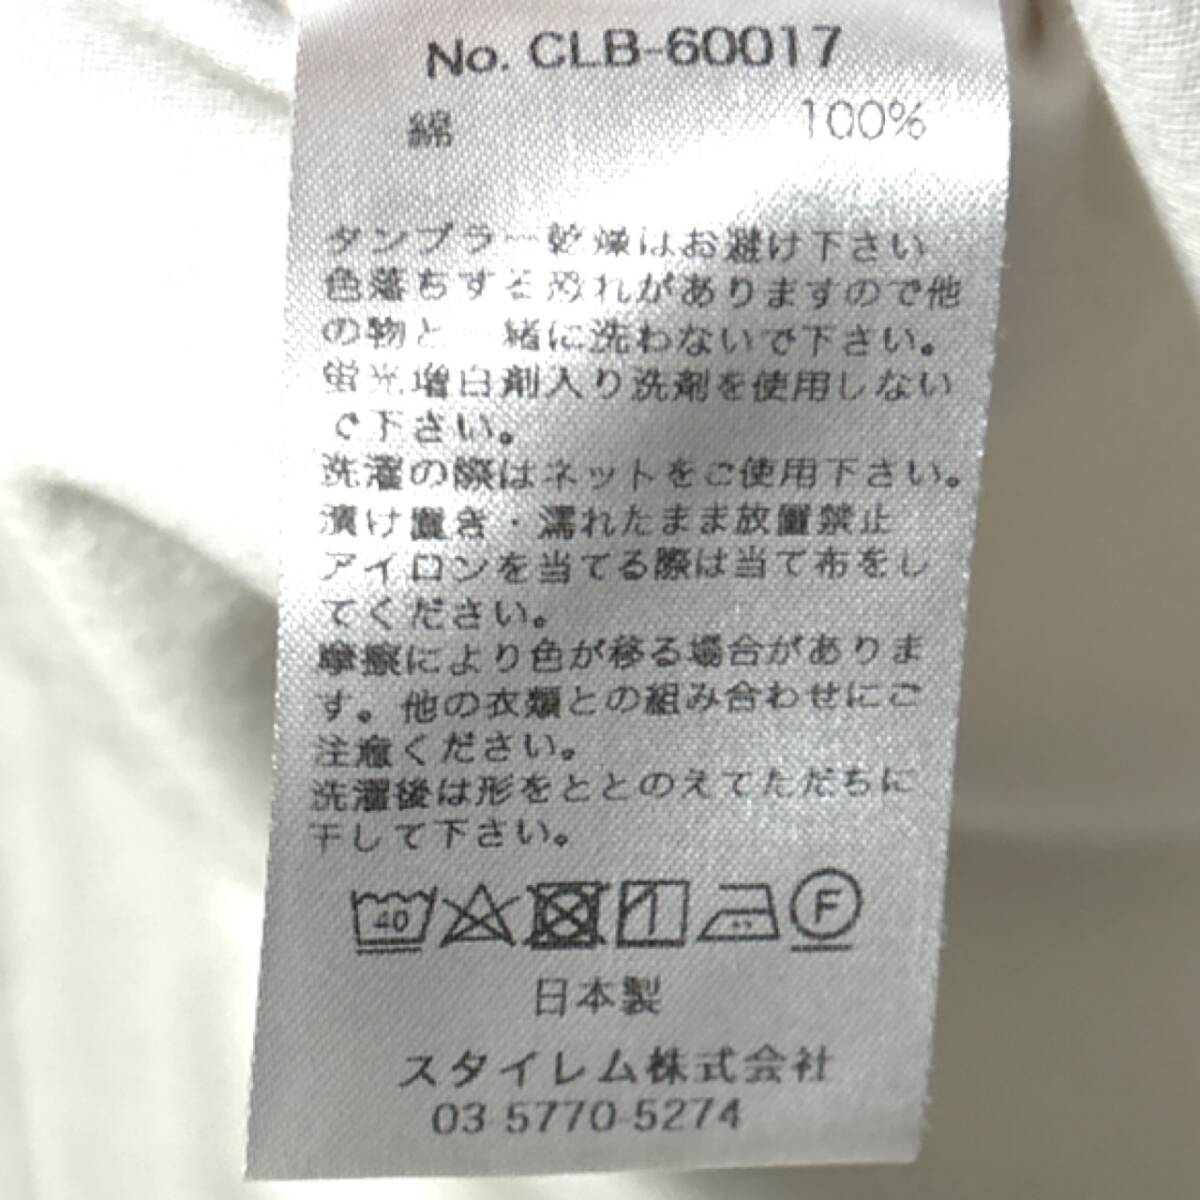 No. CLB-60017
綿 100%
タンブラー乾燥はお避け下さい
色落ちする恐れがありますので他
の物と一緒に洗わないで下さい。
蛍光増白剤入り洗剤を使用しない
で下さい。
洗濯の際はネットをご使用下さい。
漬け置き・濡れたまま放置禁止
アイロンを当てる際は当て布をし
てください。
摩擦により色が移る場合がありま
す。他の衣類との組み合わせにご
注意ください。
洗濯後は形をととのえてただちに
干して下さい。
40 F
日本製
スタイレム株式会社
03-5770-5274